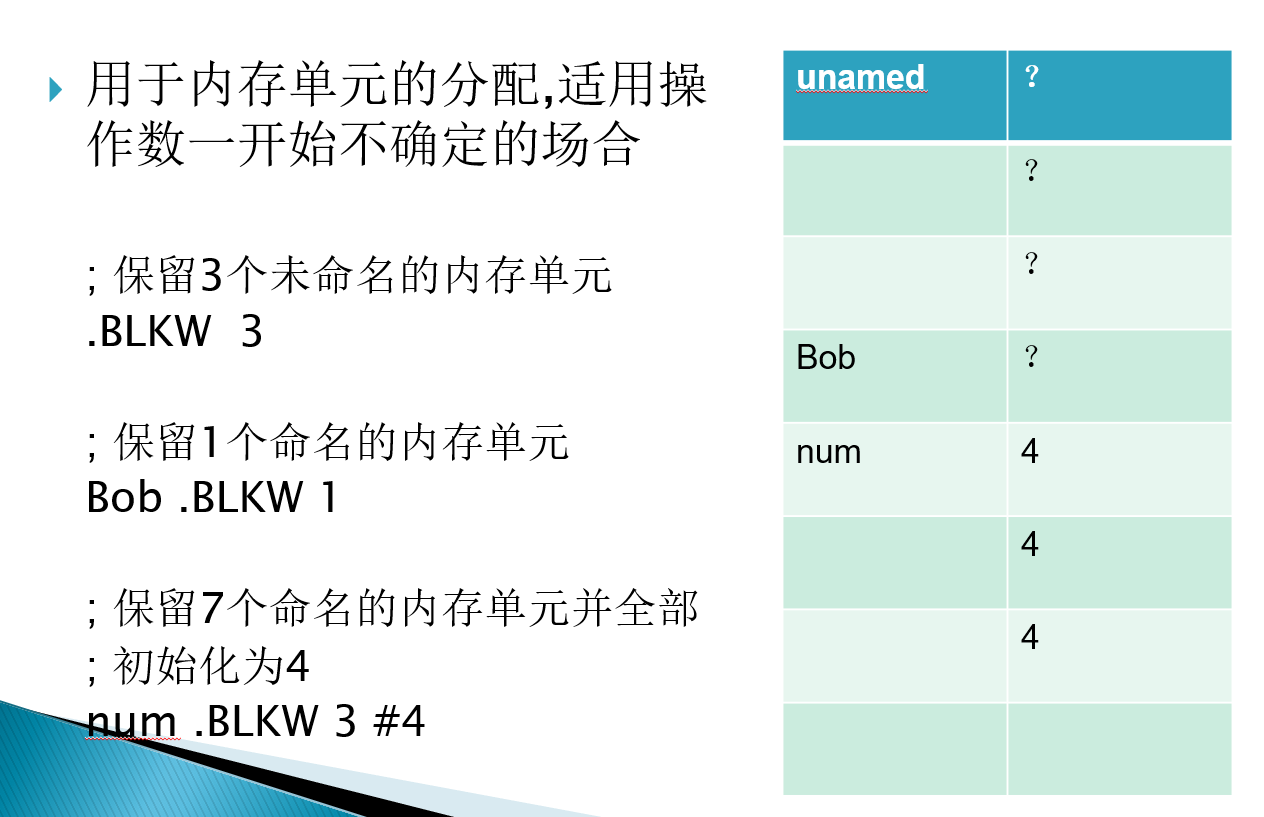 用于内存单元的分配,适用操
作数一开始不确定的场合
; 保留3个未命名的内存单元
.BLKW  3
; 保留1个命名的内存单元
Bob .BLKW 1
; 保留7个命名的内存单元并全部
; 初始化为4
num .BLKW 3 #4
unamed ？
？
？
Bob ？
num 4
4
4